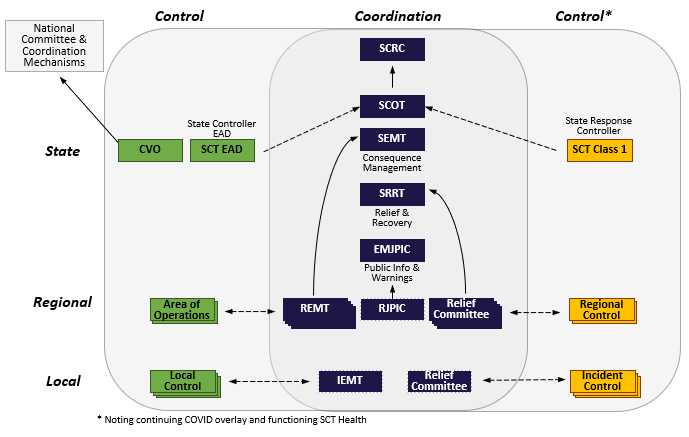 Control
Coordination
Control*
National
Committee &
Coordination
Mechanisms
SCRC
SCOT
State Controller
EAD
State Response
Controller
SEMT
State
CVO
SCT EAD
Consequence
Management
SCT Class 1
SRRT
Relief &
Recovery
EMJPIC
Public Info &
Warnings
Regional
Area of
Operations
REMT
RJPIC
Relief
Committee
Regional
Control
Local
Local
Control
IEMT
Relief
Committee
Incident
Control
* Noting continuing COVID overlay and functioning SCT Health